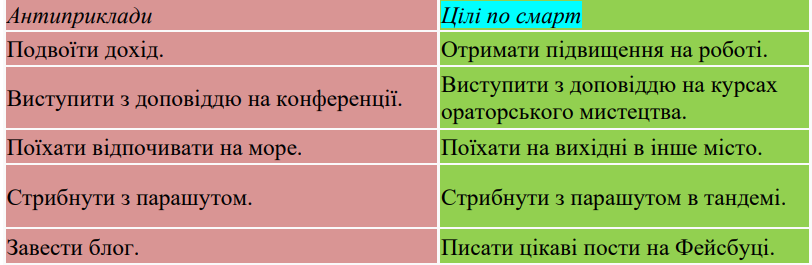 Антиприклади
Цілі по смарт
Подвоїти дохід.
Отримати підвищення на роботі.
Виступити з доповіддю на конференції.
Виступити з доповіддю на курсах
ораторського мистецтва.
Поїхати відпочивати на море.
Поїхати на вихідні в інше місто.
Стрибнути з парашутом.
Стрибнути з парашутом в тандемі.
Завести блог.
Писати цікаві пости на Фейсбуці.